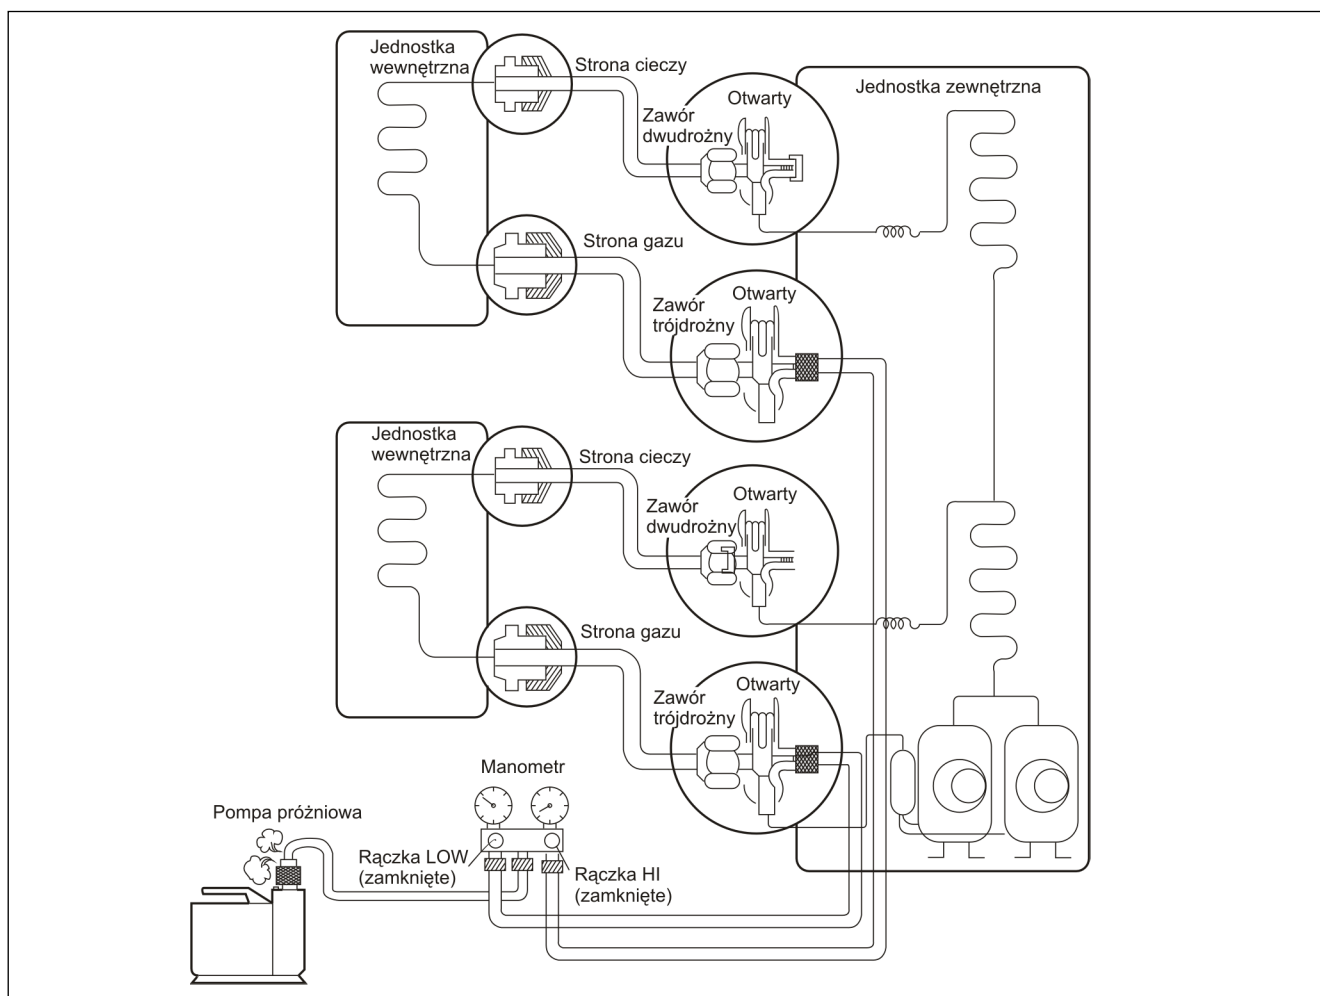 Jednostka
wewnętrzna
Strona cieczy
Zawór
dwudrożny
Otwarty
Jednostka zewnętrzna
Strona gazu
Zawór
trójdrożny
Otwarty
Jednostka
wewnętrzna
Strona cieczy
Zawór
dwudrożny
Otwarty
Strona gazu
Zawór
trójdrożny
Otwarty
Manometr
Pompa próżniowa
Rączka LOW
(zamknięte)
Rączka HI
(zamknięte)